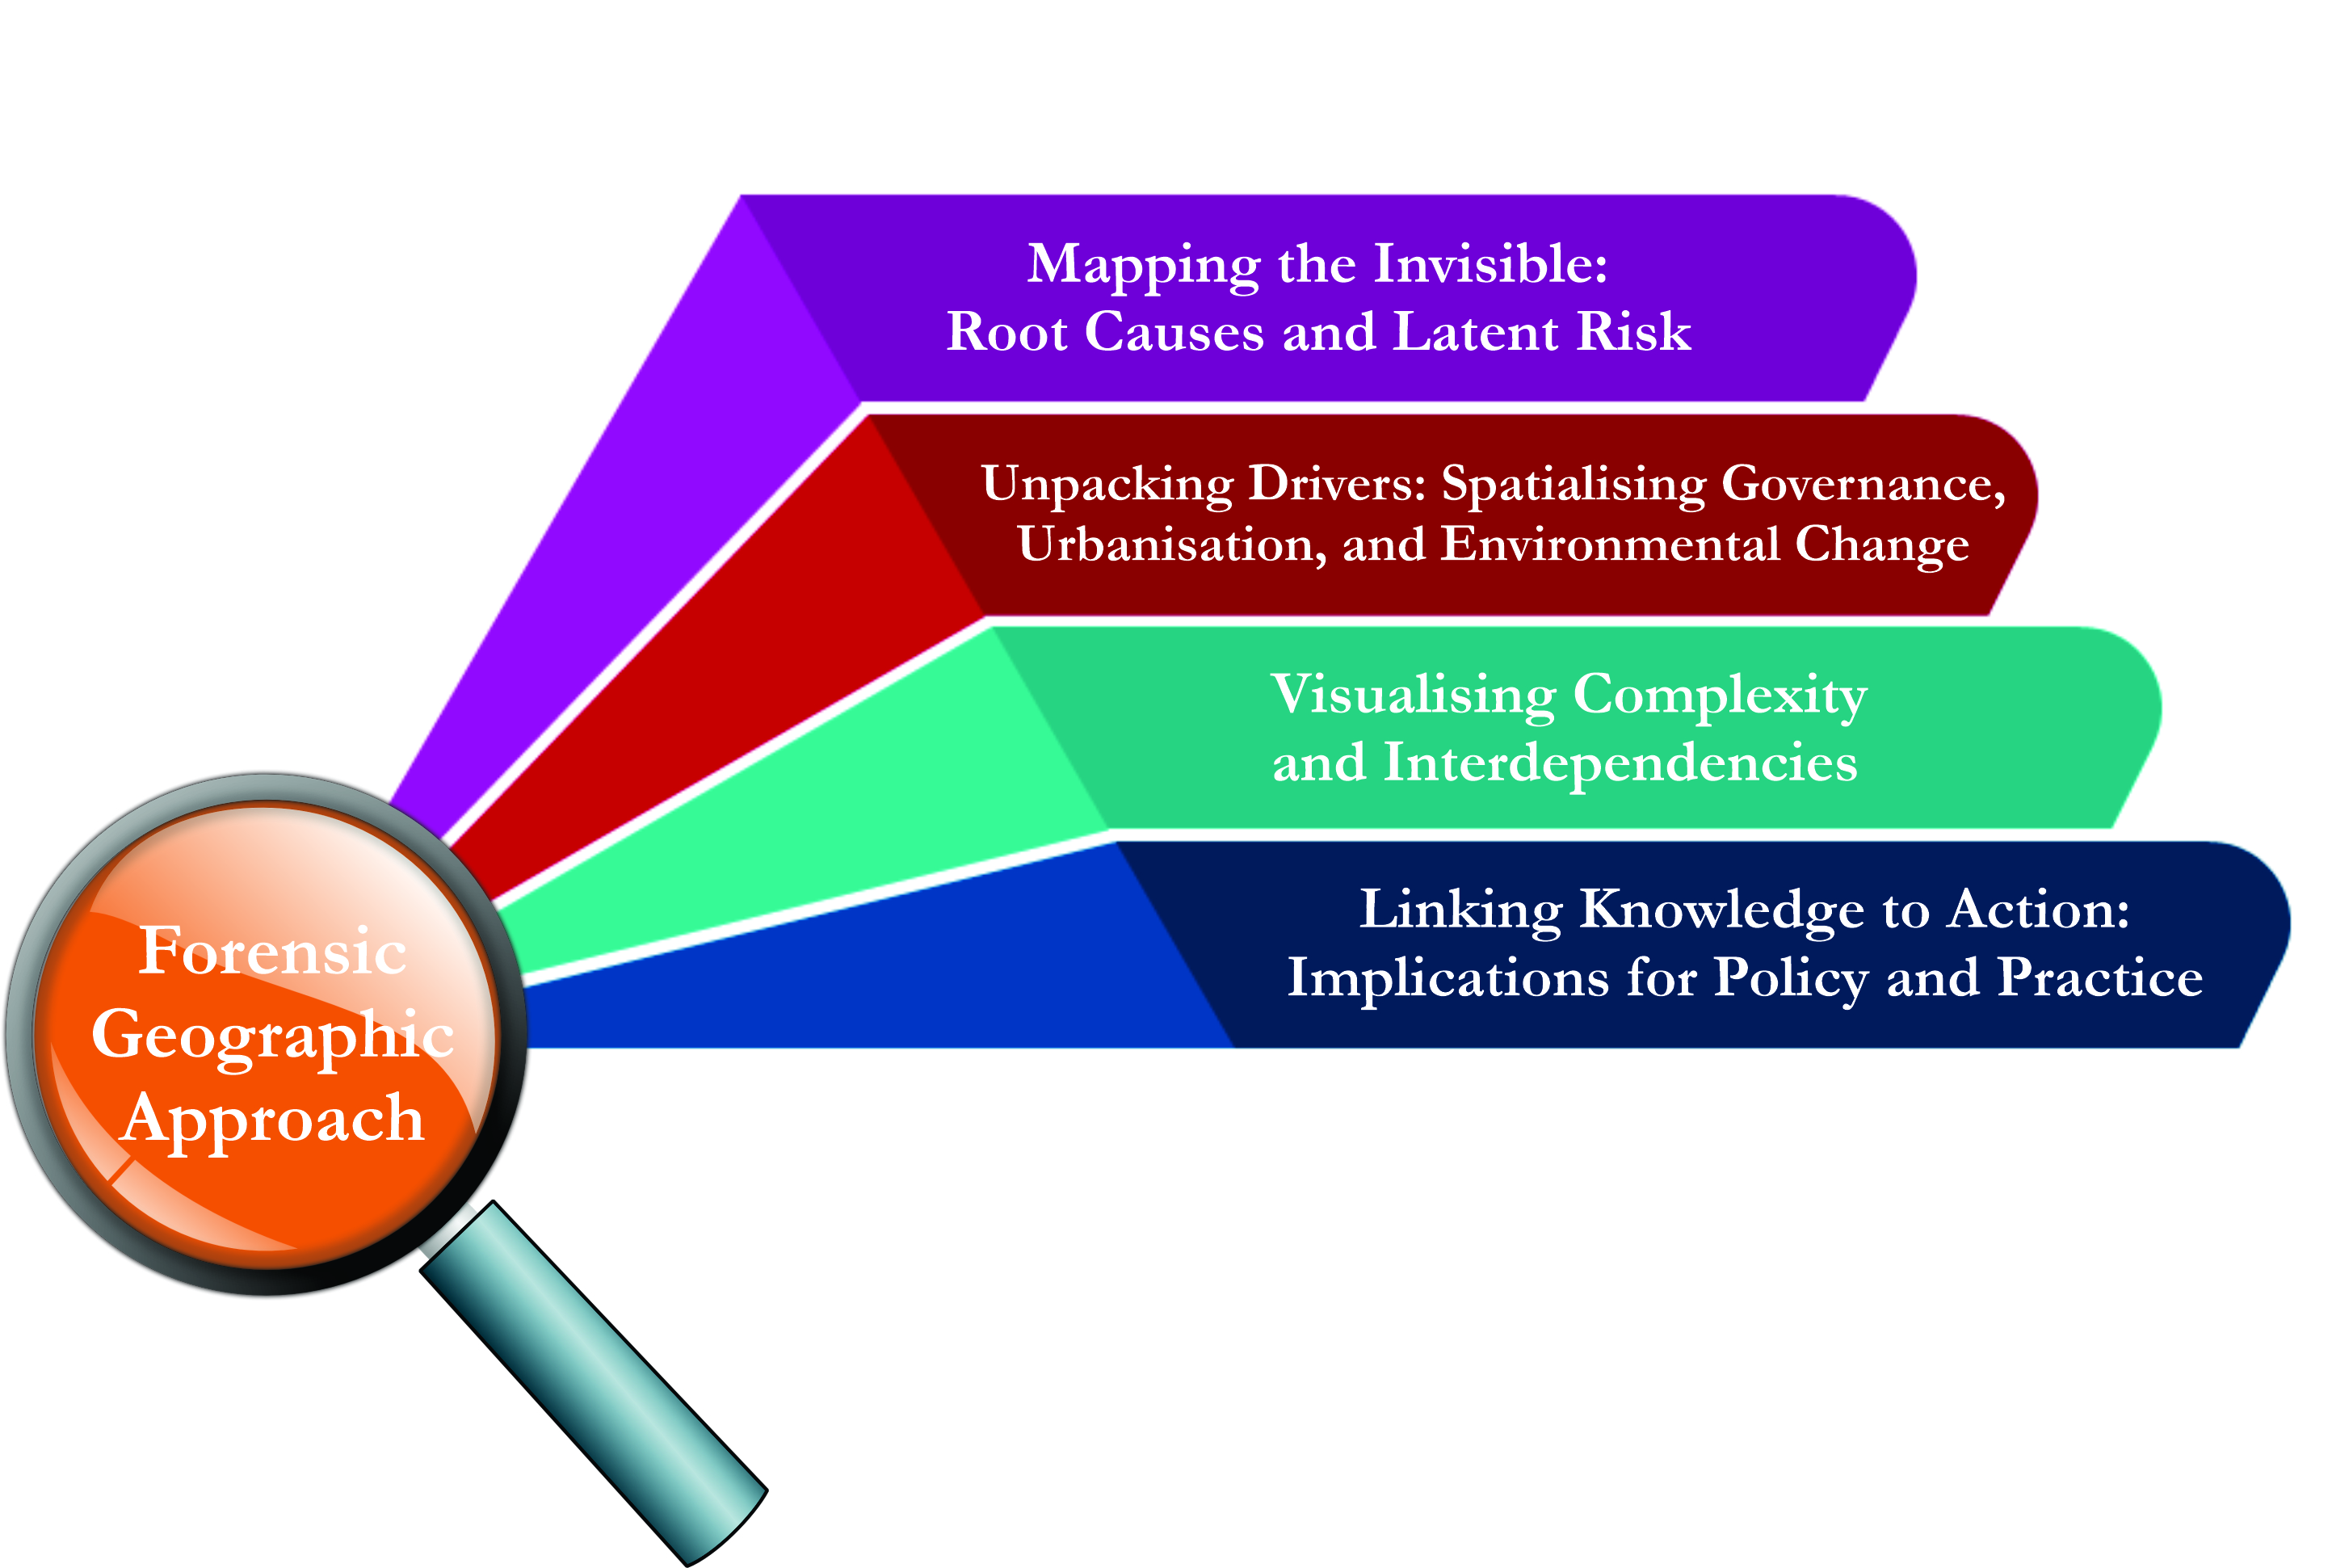 Mapping the Invisible:
Root Causes and Latent Risk
Unpacking Drivers: Spatialising Governance,
Urbanisation, and Environmental Change
Visualising Complexity
and Interdependencies
Linking Knowledge to Action:
Implications for Policy and Practice
Forensic
Geographic
Approach